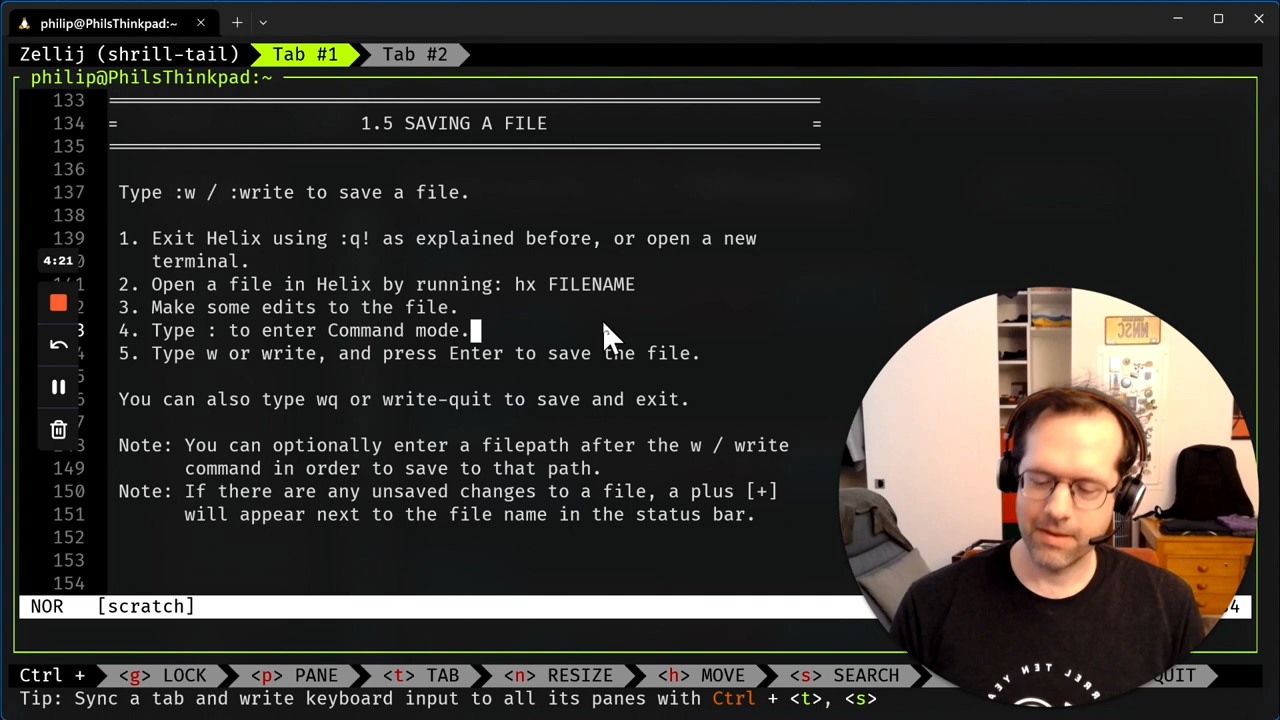 philip@PhilsThinkpad:~
Zellij (shrill-tail) Tab #1 Tab #2
philip@PhilsThinkpad:~
133
134 = 1.5 SAVING A FILE =
135
136
137 Type :w / :write to save a file.
138
139 1. Exit Helix using :q! as explained before, or open a new
terminal.
4:21
2. Open a file in Helix by running: hx FILENAME
3. Make some edits to the file.
4. Type : to enter Command mode.
5. Type w or write, and press Enter to save the file.
You can also type wq or write-quit to save and exit.
Note: You can optionally enter a filepath after the w / write
149 command in order to save to that path.
150 Note: If there are any unsaved changes to a file, a plus [+]
151 will appear next to the file name in the status bar.
152
153
154
NOR [scratch]
Ctrl + <g> LOCK <p> PANE <t> TAB <n> RESIZE <h> MOVE <s> SEARCH QUIT
Tip: Sync a tab and write keyboard input to all its panes with Ctrl + <t>, <s>
MNSC